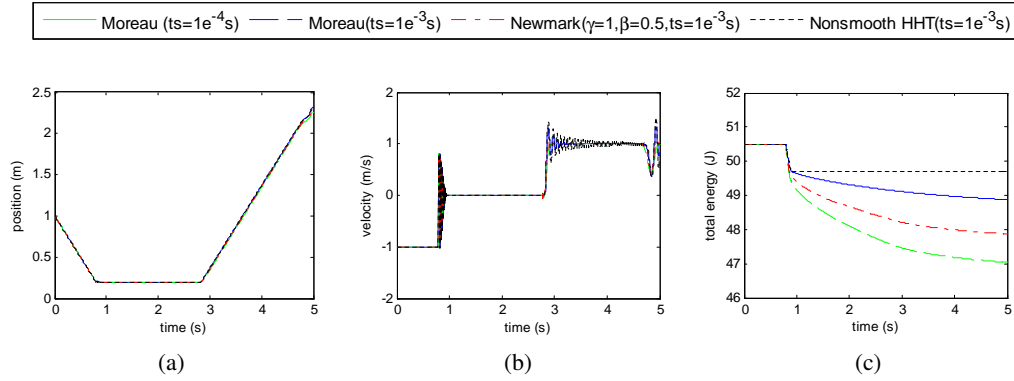 Moreau (ts=1e⁻⁴s) Moreau(ts=1e⁻³s) Newmark(γ=1,β=0.5,ts=1e⁻³s) Nonsmooth HHT(ts=1e⁻³s)
2.5
2
1.5
1
0.5
0
0 1 2 3 4 5
position (m)
time (s)
(a)
2
1
0
-1
-2
0 1 2 3 4 5
velocity (m/s)
time (s)
(b)
52
51
50
49
48
47
46
0 1 2 3 4 5
total energy (J)
time (s)
(c)